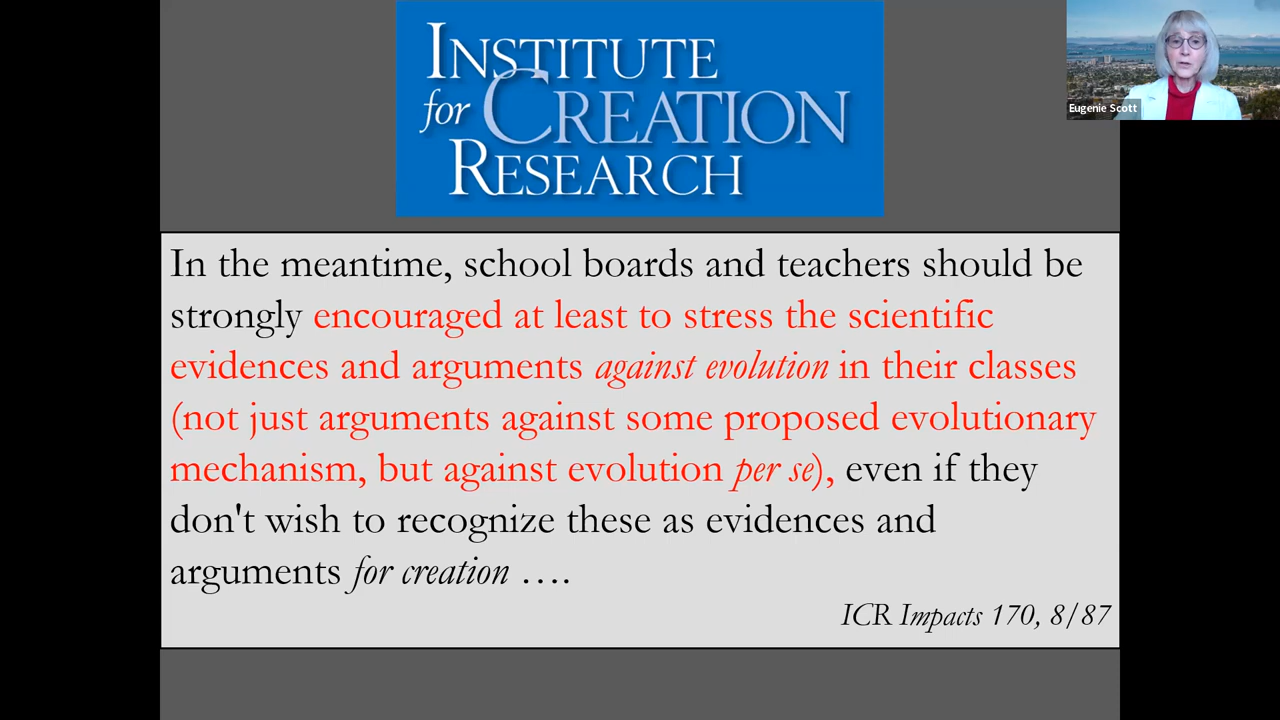 INSTITUTE
for CREATION
RESEARCH
Eugenie Scott
In the meantime, school boards and teachers should be
strongly encouraged at least to stress the scientific
evidences and arguments against evolution in their classes
(not just arguments against some proposed evolutionary
mechanism, but against evolution per se), even if they
don't wish to recognize these as evidences and
arguments for creation ….
ICR Impacts 170, 8/87